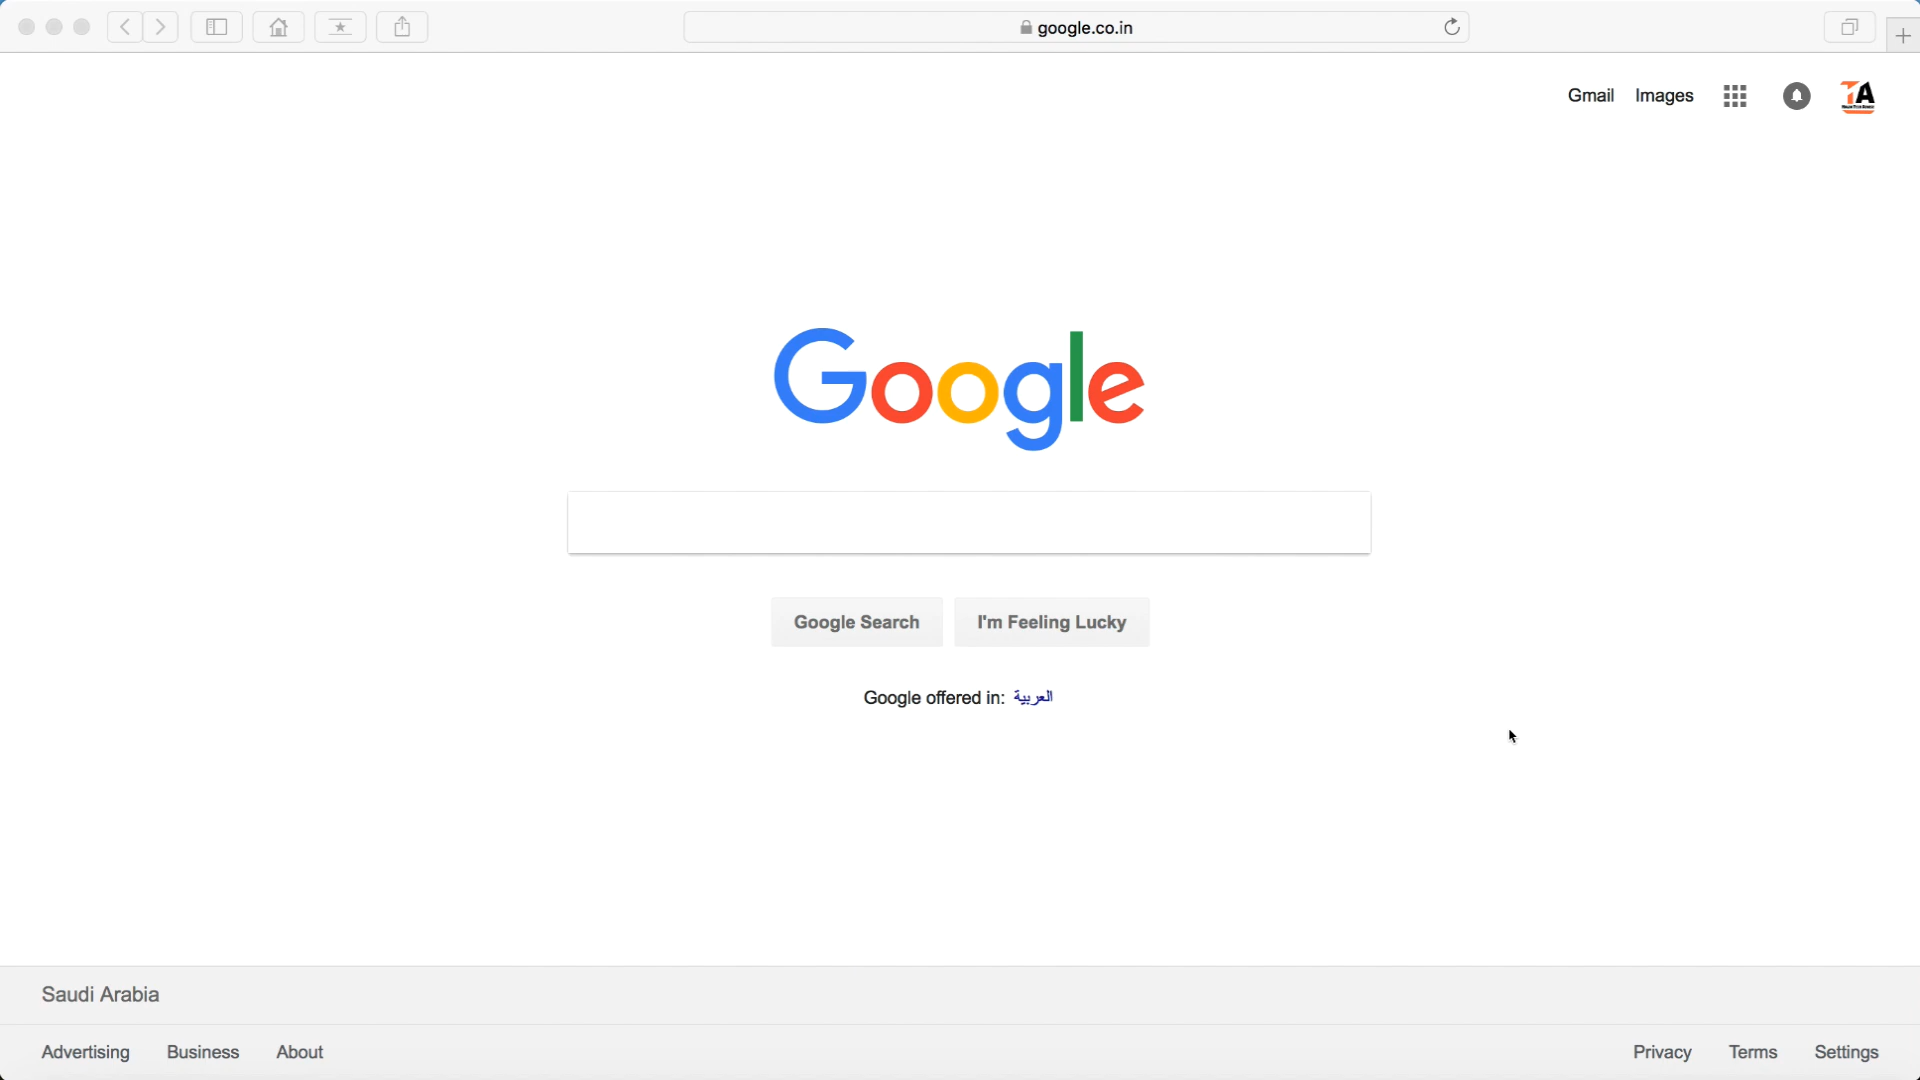 google.co.in
Gmail Images
Google
Google Search I'm Feeling Lucky
Google offered in: العربية
Saudi Arabia
Advertising Business About Privacy Terms Settings